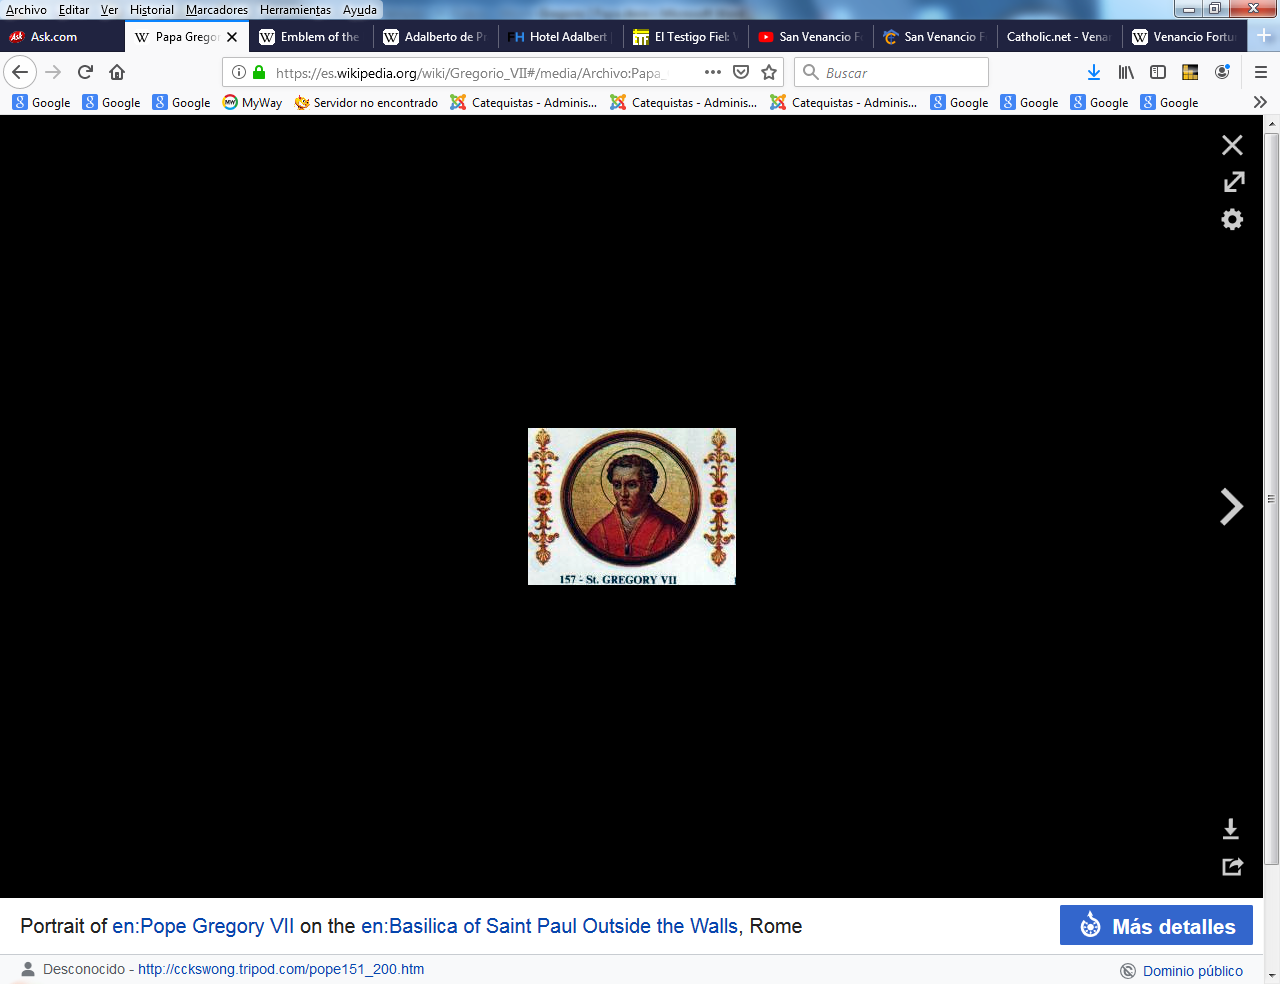 Archivo Editar Ver Historial Marcadores Herramientas Ayuda
Ask.com Papa Gregor Emblem of the Adalberto de Pr Hotel Adalbert El Testigo Fiel: V San Venancio Fo San Venancio F Catholic.net - Venan Venancio Fortun
https://es.wikipedia.org/wiki/Gregorio_VII#/media/Archivo:Papa_ Buscar
Google Google Google MyWay Servidor no encontrado Catequistas - Adminis... Catequistas - Adminis... Catequistas - Adminis... Google Google Google Google
157 - St. GREGORY VII
Portrait of en:Pope Gregory VII on the en:Basilica of Saint Paul Outside the Walls, Rome
Más detalles
Desconocido - http://cckswong.tripod.com/pope151_200.htm
Dominio público